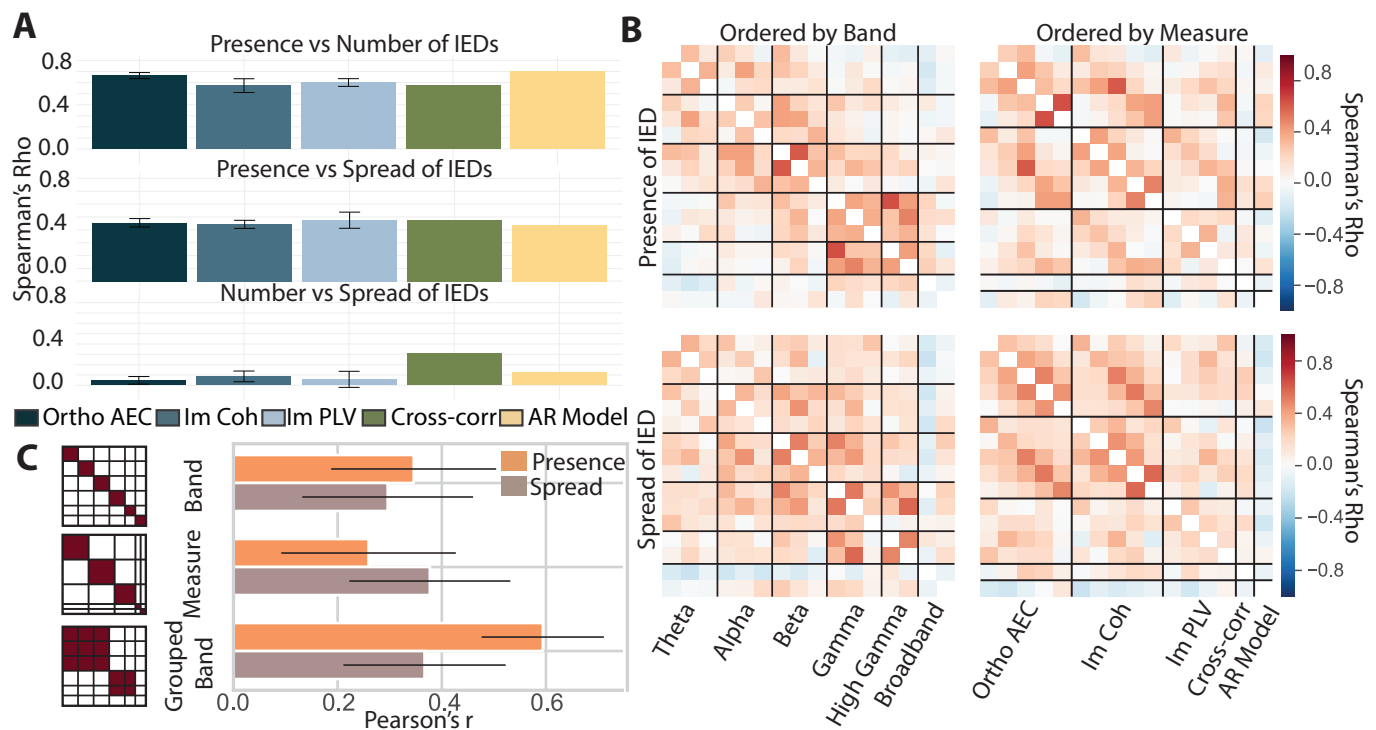 A
Presence vs Number of IEDs
0.8
0.4
0.0
Presence vs Spread of IEDs
0.8
0.4
0.0
Number vs Spread of IEDs
0.8
0.4
0.0
Spearman's Rho
Ortho AEC Im Coh Im PLV Cross-corr AR Model
B
Ordered by Band
Ordered by Measure
Presence of IED
Spread of IED
0.8
0.4
0.0
−0.4
−0.8
Spearman's Rho
0.8
0.4
0.0
−0.4
−0.8
Spearman's Rho
Theta
Alpha
Beta
Gamma
High Gamma
Broadband
Ortho AEC
Im Coh
Im PLV
Cross-corr
AR Model
C
Band
Measure
Grouped
Band
Presence
Spread
0.0 0.2 0.4 0.6
Pearson's r